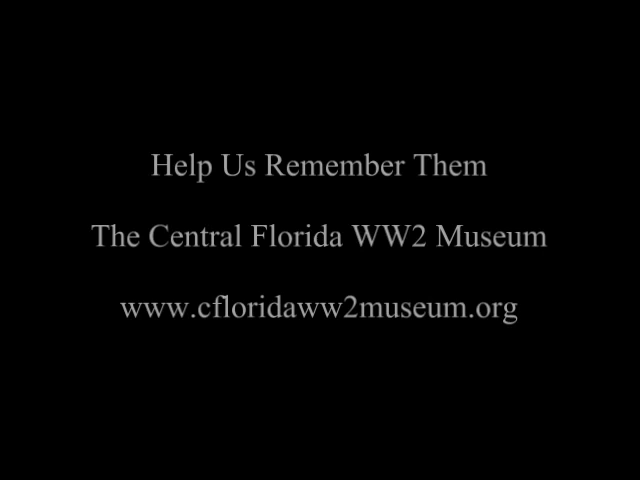 Help Us Remember Them
The Central Florida WW2 Museum
www.cfloridaww2museum.org